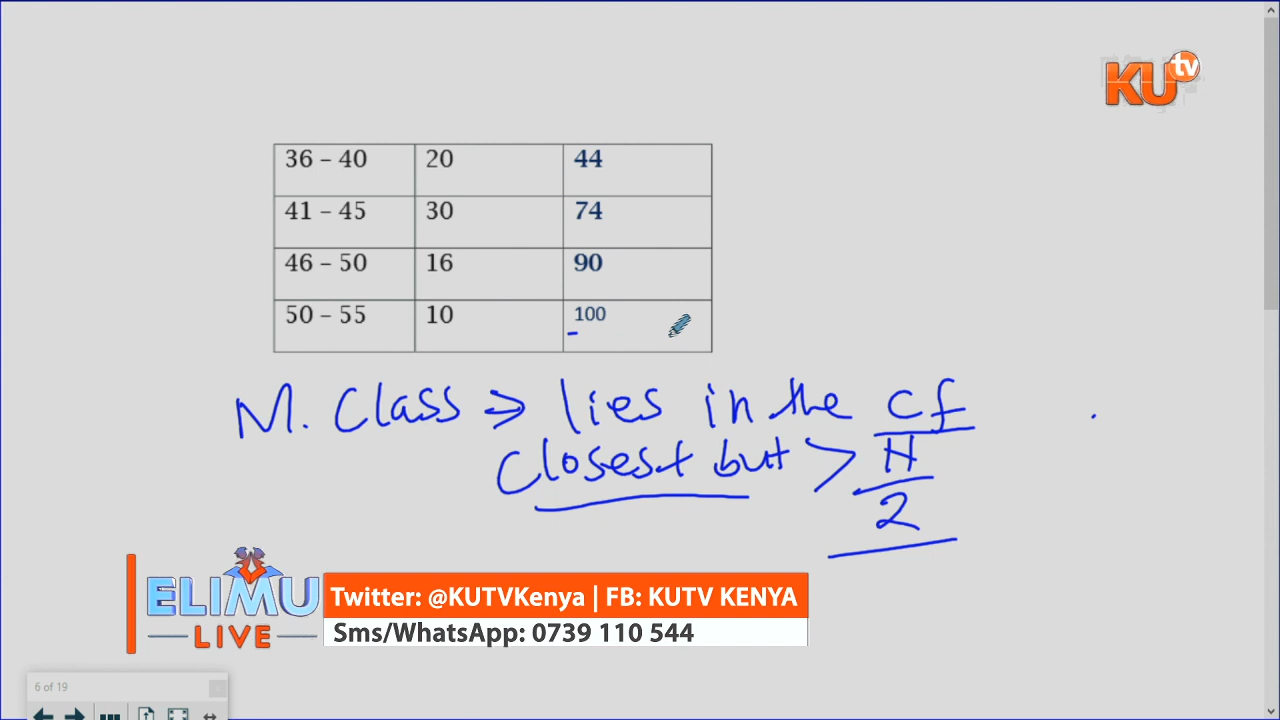 KU tv
36 – 40 20 44
41 – 45 30 74
46 – 50 16 90
50 – 55 10 100
M. Class ⇒ lies in the cf
closest but > N/2
ELIMU
LIVE
Twitter: @KUTVKenya | FB: KUTV KENYA
Sms/WhatsApp: 0739 110 544
6 of 19